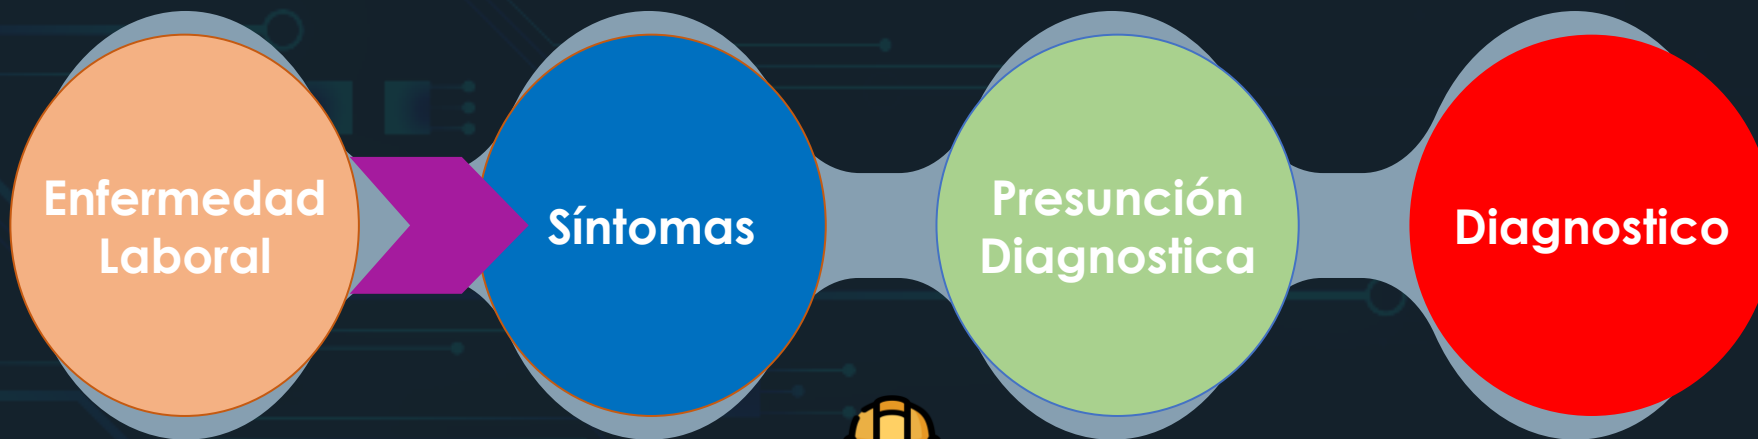 Enfermedad
Laboral
Síntomas
Presunción
Diagnostica
Diagnostico